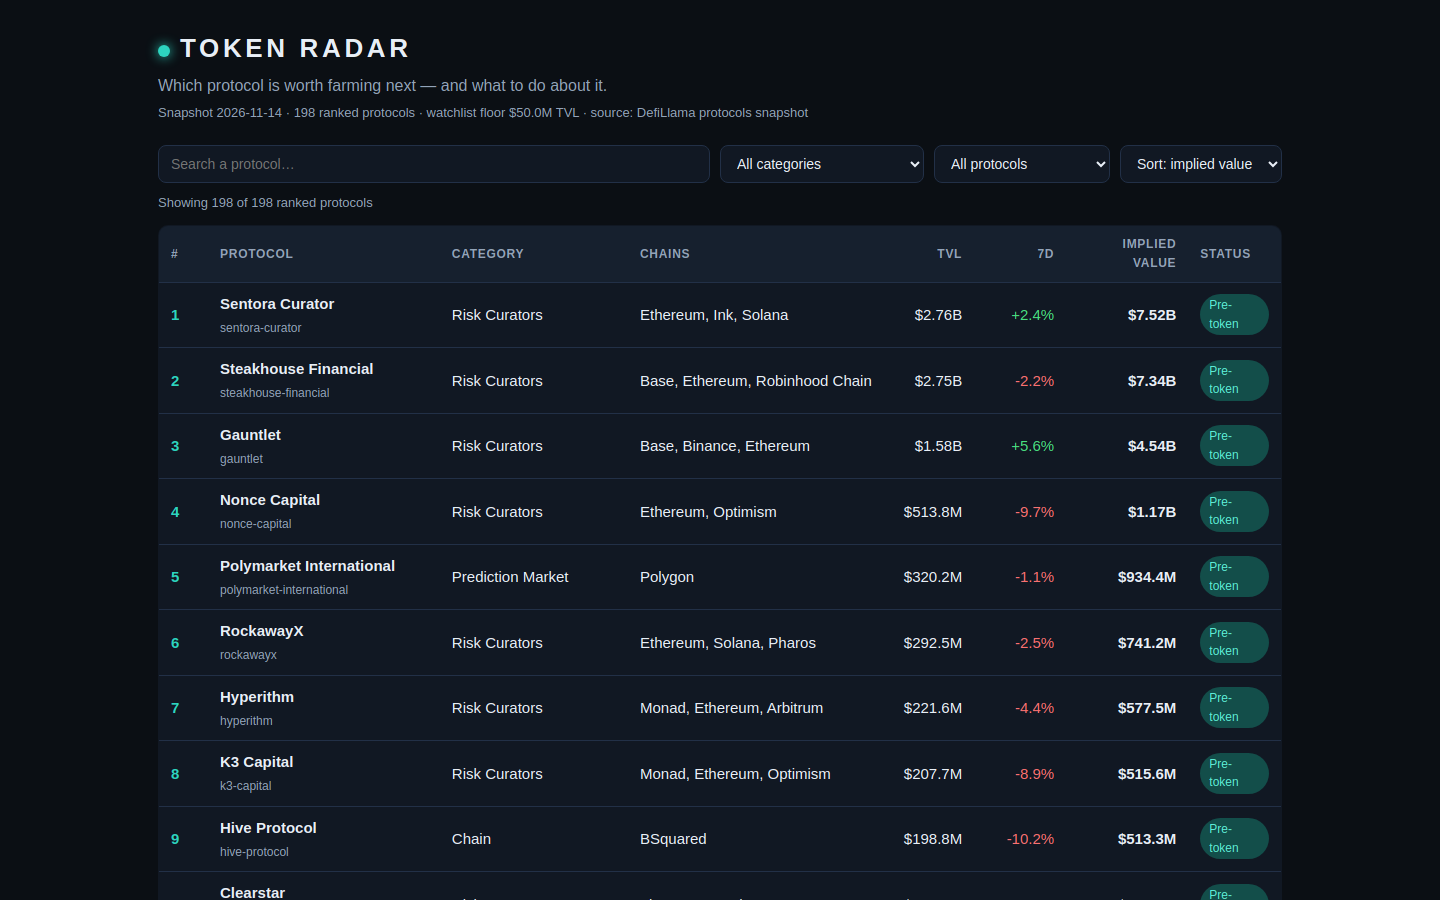 TOKEN RADAR
Which protocol is worth farming next — and what to do about it.
Snapshot 2026-11-14 · 198 ranked protocols · watchlist floor $50.0M TVL · source: DefiLlama protocols snapshot
Search a protocol… All categories All protocols Sort: implied value
Showing 198 of 198 ranked protocols
# PROTOCOL CATEGORY CHAINS TVL 7D IMPLIED VALUE STATUS
1 Sentora Curator Risk Curators Ethereum, Ink, Solana $2.76B +2.4% $7.52B Pre-token
sentora-curator
2 Steakhouse Financial Risk Curators Base, Ethereum, Robinhood Chain $2.75B -2.2% $7.34B Pre-token
steakhouse-financial
3 Gauntlet Risk Curators Base, Binance, Ethereum $1.58B +5.6% $4.54B Pre-token
gauntlet
4 Nonce Capital Risk Curators Ethereum, Optimism $513.8M -9.7% $1.17B Pre-token
nonce-capital
5 Polymarket International Prediction Market Polygon $320.2M -1.1% $934.4M Pre-token
polymarket-international
6 RockawayX Risk Curators Ethereum, Solana, Pharos $292.5M -2.5% $741.2M Pre-token
rockawayx
7 Hyperithm Risk Curators Monad, Ethereum, Arbitrum $221.6M -4.4% $577.5M Pre-token
hyperithm
8 K3 Capital Risk Curators Monad, Ethereum, Optimism $207.7M -8.9% $515.6M Pre-token
k3-capital
9 Hive Protocol Chain BSquared $198.8M -10.2% $513.3M Pre-token
hive-protocol
Clearstar Pre-